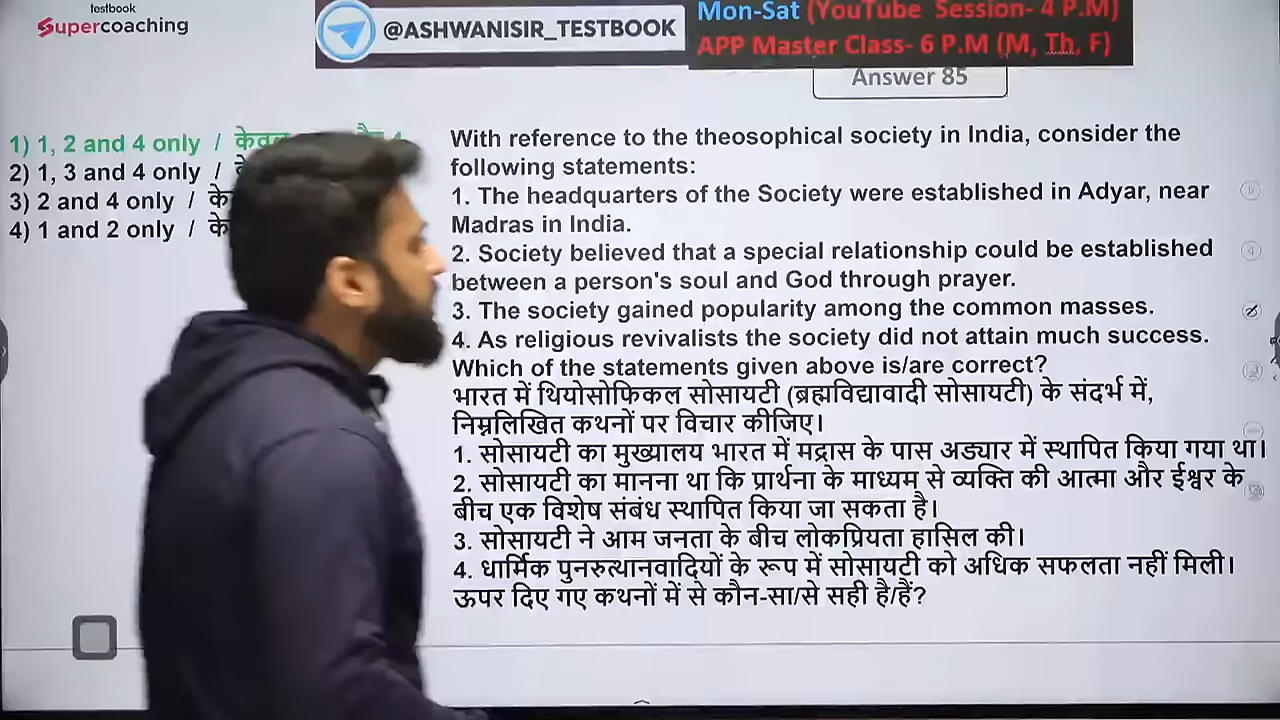 testbook
Supercoaching
@ASHWANISIR_TESTBOOK
Mon-Sat (YouTube Session- 4 P.M)
APP Master Class- 6 P.M (M, Th, F)
Answer 85
1) 1, 2 and 4 only /
2) 1, 3 and 4 only /
3) 2 and 4 only /
4) 1 and 2 only /
With reference to the theosophical society in India, consider the
following statements:
1. The headquarters of the Society were established in Adyar, near
Madras in India.
2. Society believed that a special relationship could be established
between a person's soul and God through prayer.
3. The society gained popularity among the common masses.
4. As religious revivalists the society did not attain much success.
Which of the statements given above is/are correct?
भारत में थियोसोफिकल सोसायटी (ब्रह्मविद्यावादी सोसायटी) के संदर्भ में,
निम्नलिखित कथनों पर विचार कीजिए।
1. सोसायटी का मुख्यालय भारत में मद्रास के पास अड्यार में स्थापित किया गया था।
2. सोसायटी का मानना था कि प्रार्थना के माध्यम से व्यक्ति की आत्मा और ईश्वर के
बीच एक विशेष संबंध स्थापित किया जा सकता है।
3. सोसायटी ने आम जनता के बीच लोकप्रियता हासिल की।
4. धार्मिक पुनरुत्थानवादियों के रूप में सोसायटी को अधिक सफलता नहीं मिली।
ऊपर दिए गए कथनों में से कौन-सा/से सही है/हैं?